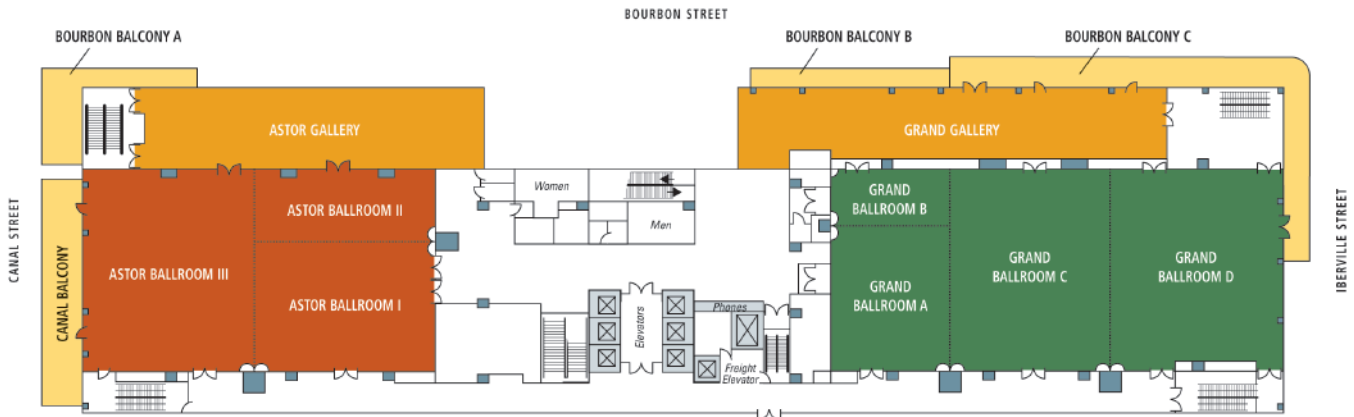 BOURBON STREET
BOURBON BALCONY A
BOURBON BALCONY B
BOURBON BALCONY C
ASTOR GALLERY
GRAND GALLERY
CANAL STREET
CANAL BALCONY
ASTOR BALLROOM III
ASTOR BALLROOM II
ASTOR BALLROOM I
Women
Men
Elevators
Phones
Freight
Elevator
GRAND
BALLROOM B
GRAND
BALLROOM A
GRAND
BALLROOM C
GRAND
BALLROOM D
IBERVILLE STREET